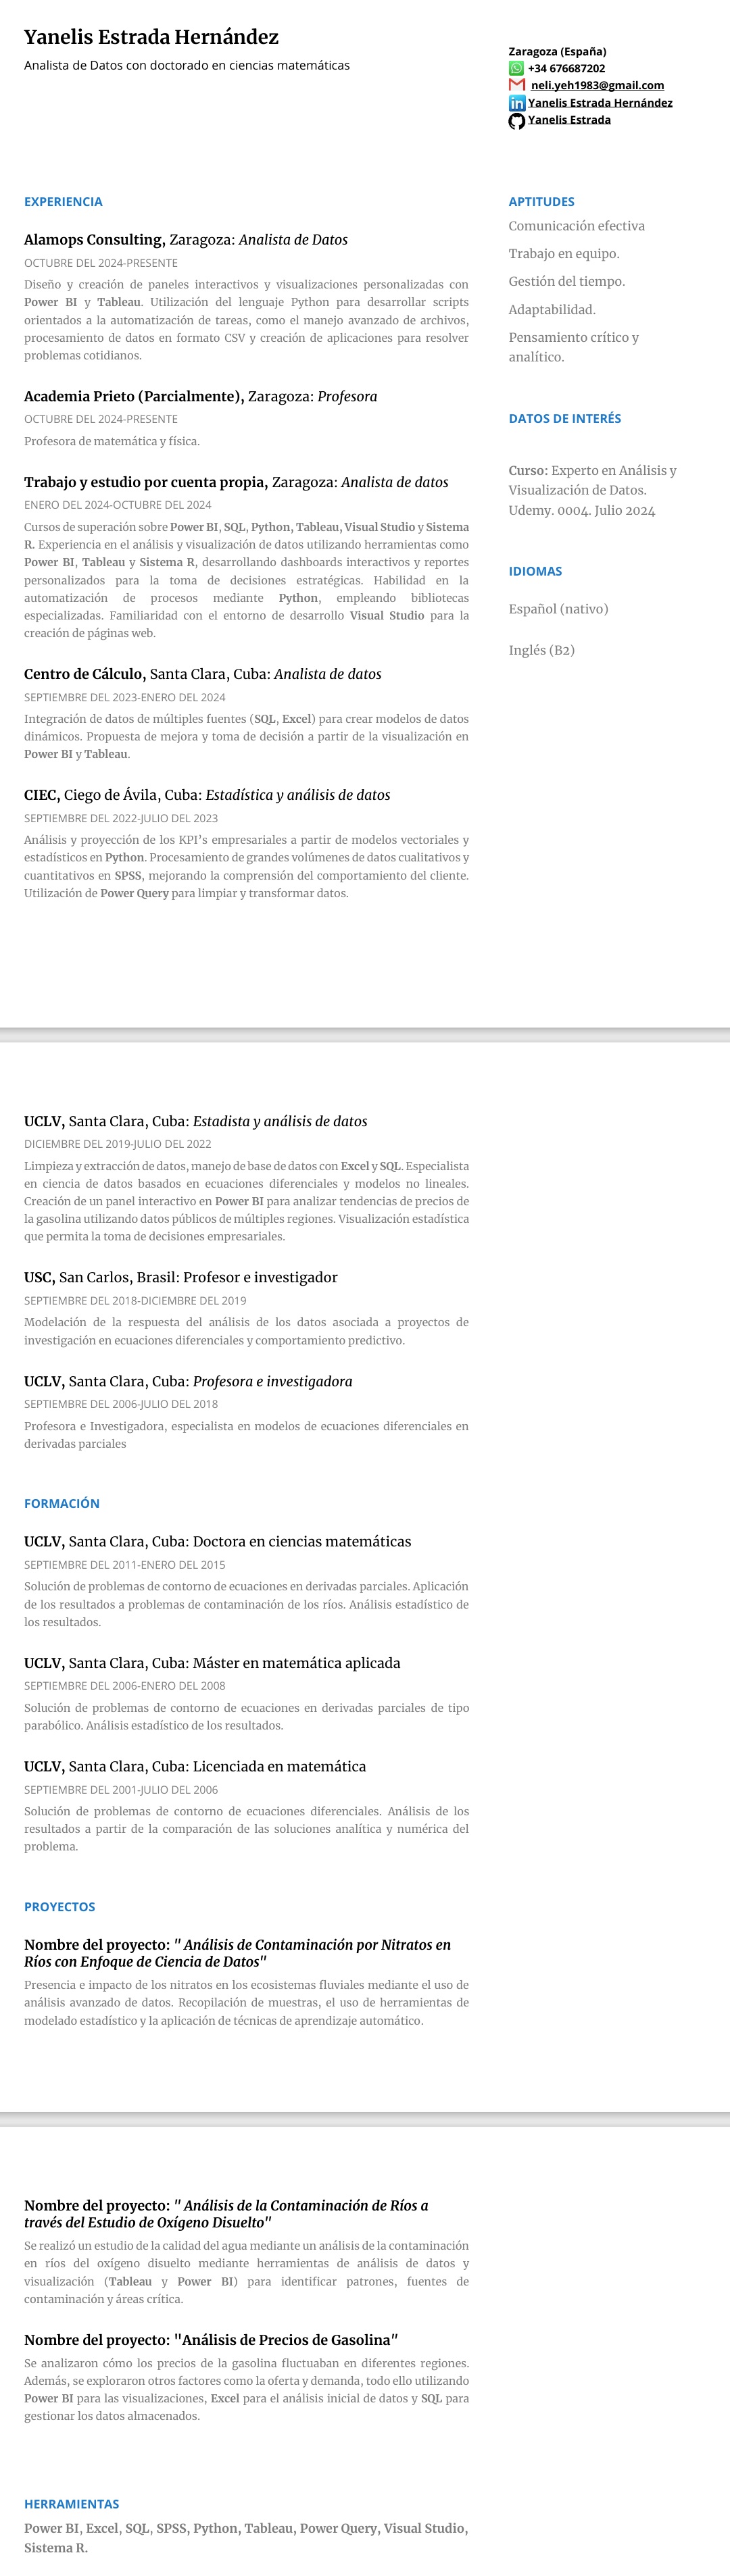 Yanelis Estrada Hernández
Analista de Datos con doctorado en ciencias matemáticas
Zaragoza (España)
+34 676687202
neli.yeh1983@gmail.com
Yanelis Estrada Hernández
Yanelis Estrada
EXPERIENCIA
Alamops Consulting, Zaragoza: Analista de Datos
OCTUBRE DEL 2024-PRESENTE
Diseño y creación de paneles interactivos y visualizaciones personalizadas con
Power BI y Tableau. Utilización del lenguaje Python para desarrollar scripts
orientados a la automatización de tareas, como el manejo avanzado de archivos,
procesamiento de datos en formato CSV y creación de aplicaciones para resolver
problemas cotidianos.
Academia Prieto (Parcialmente), Zaragoza: Profesora
OCTUBRE DEL 2024-PRESENTE
Profesora de matemática y física.
Trabajo y estudio por cuenta propia, Zaragoza: Analista de datos
ENERO DEL 2024-OCTUBRE DEL 2024
Cursos de superación sobre Power BI, SQL, Python, Tableau, Visual Studio y Sistema
R. Experiencia en el análisis y visualización de datos utilizando herramientas como
Power BI, Tableau y Sistema R, desarrollando dashboards interactivos y reportes
personalizados para la toma de decisiones estratégicas. Habilidad en la
automatización de procesos mediante Python, empleando bibliotecas
especializadas. Familiaridad con el entorno de desarrollo Visual Studio para la
creación de páginas web.
Centro de Cálculo, Santa Clara, Cuba: Analista de datos
SEPTIEMBRE DEL 2023-ENERO DEL 2024
Integración de datos de múltiples fuentes (SQL, Excel) para crear modelos de datos
dinámicos. Propuesta de mejora y toma de decisión a partir de la visualización en
Power BI y Tableau.
CIEC, Ciego de Ávila, Cuba: Estadística y análisis de datos
SEPTIEMBRE DEL 2022-JULIO DEL 2023
Análisis y proyección de los KPI's empresariales a partir de modelos vectoriales y
estadísticos en Python. Procesamiento de grandes volúmenes de datos cualitativos y
cuantitativos en SPSS, mejorando la comprensión del comportamiento del cliente.
Utilización de Power Query para limpiar y transformar datos.
APTITUDES
Comunicación efectiva
Trabajo en equipo.
Gestión del tiempo.
Adaptabilidad.
Pensamiento crítico y
analítico.
DATOS DE INTERÉS
Curso: Experto en Análisis y
Visualización de Datos.
Udemy. 0004. Julio 2024
IDIOMAS
Español (nativo)
Inglés (B2)
UCLV, Santa Clara, Cuba: Estadista y análisis de datos
DICIEMBRE DEL 2019-JULIO DEL 2022
Limpieza y extracción de datos, manejo de base de datos con Excel y SQL. Especialista
en ciencia de datos basados en ecuaciones diferenciales y modelos no lineales.
Creación de un panel interactivo en Power BI para analizar tendencias de precios de
la gasolina utilizando datos públicos de múltiples regiones. Visualización estadística
que permita la toma de decisiones empresariales.
USC, San Carlos, Brasil: Profesor e investigador
SEPTIEMBRE DEL 2018-DICIEMBRE DEL 2019
Modelación de la respuesta del análisis de los datos asociada a proyectos de
investigación en ecuaciones diferenciales y comportamiento predictivo.
UCLV, Santa Clara, Cuba: Profesora e investigadora
SEPTIEMBRE DEL 2006-JULIO DEL 2018
Profesora e Investigadora, especialista en modelos de ecuaciones diferenciales en
derivadas parciales
FORMACIÓN
UCLV, Santa Clara, Cuba: Doctora en ciencias matemáticas
SEPTIEMBRE DEL 2011-ENERO DEL 2015
Solución de problemas de contorno de ecuaciones en derivadas parciales. Aplicación
de los resultados a problemas de contaminación de los ríos. Análisis estadístico de
los resultados.
UCLV, Santa Clara, Cuba: Máster en matemática aplicada
SEPTIEMBRE DEL 2006-ENERO DEL 2008
Solución de problemas de contorno de ecuaciones en derivadas parciales de tipo
parabólico. Análisis estadístico de los resultados.
UCLV, Santa Clara, Cuba: Licenciada en matemática
SEPTIEMBRE DEL 2001-JULIO DEL 2006
Solución de problemas de contorno de ecuaciones diferenciales. Análisis de los
resultados a partir de la comparación de las soluciones analítica y numérica del
problema.
PROYECTOS
Nombre del proyecto: " Análisis de Contaminación por Nitratos en
Ríos con Enfoque de Ciencia de Datos"
Presencia e impacto de los nitratos en los ecosistemas fluviales mediante el uso de
análisis avanzado de datos. Recopilación de muestras, el uso de herramientas de
modelado estadístico y la aplicación de técnicas de aprendizaje automático.
Nombre del proyecto: " Análisis de la Contaminación de Ríos a
través del Estudio de Oxígeno Disuelto"
Se realizó un estudio de la calidad del agua mediante un análisis de la contaminación
en ríos del oxígeno disuelto mediante herramientas de análisis de datos y
visualización (Tableau y Power BI) para identificar patrones, fuentes de
contaminación y áreas crítica.
Nombre del proyecto: "Análisis de Precios de Gasolina"
Se analizaron cómo los precios de la gasolina fluctuaban en diferentes regiones.
Además, se exploraron otros factores como la oferta y demanda, todo ello utilizando
Power BI para las visualizaciones, Excel para el análisis inicial de datos y SQL para
gestionar los datos almacenados.
HERRAMIENTAS
Power BI, Excel, SQL, SPSS, Python, Tableau, Power Query, Visual Studio,
Sistema R.